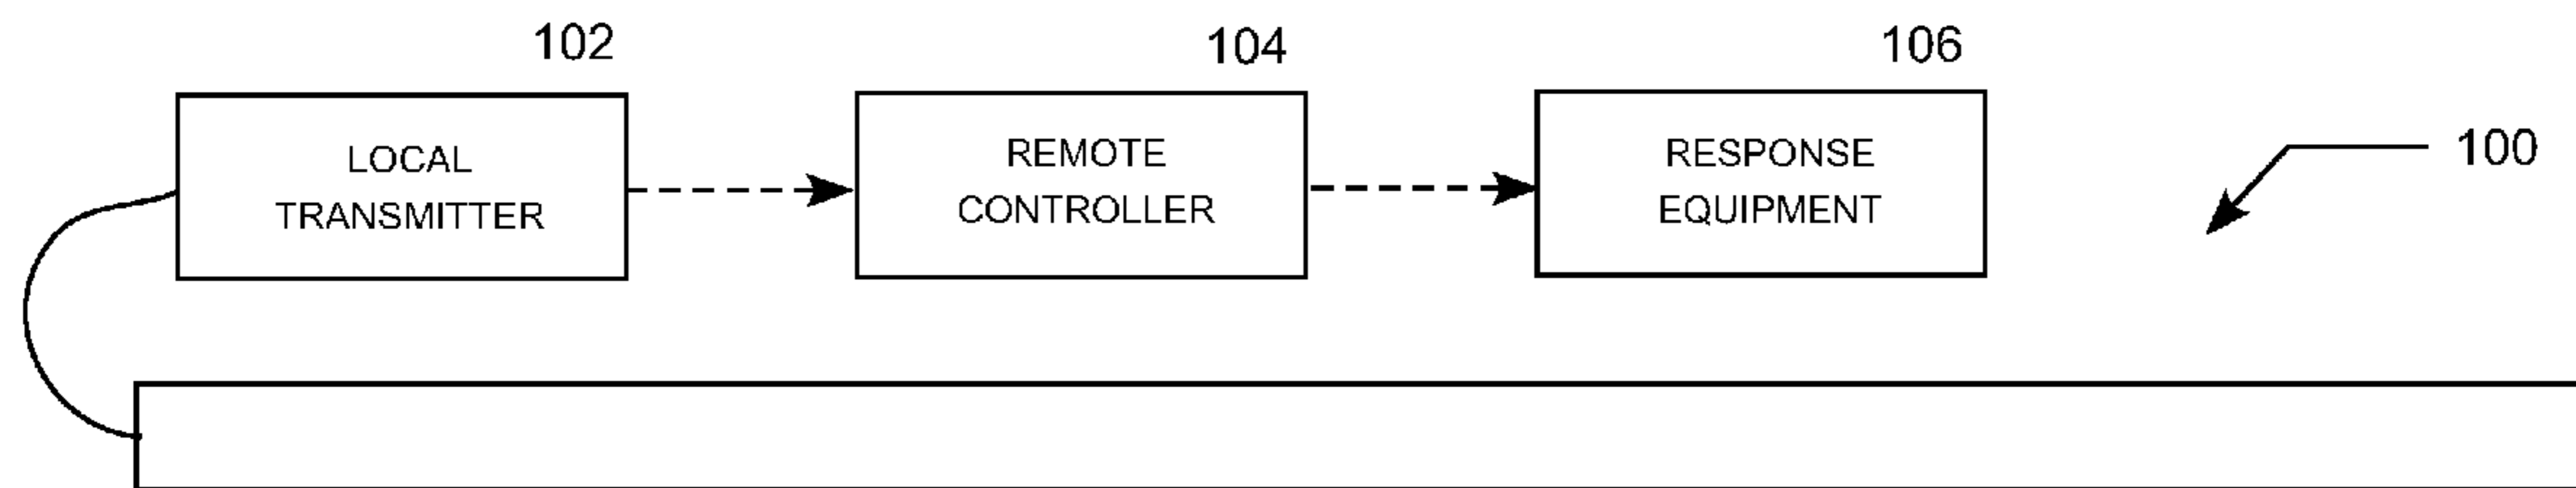 102
104
106
100
LOCAL
TRANSMITTER
REMOTE
CONTROLLER
RESPONSE
EQUIPMENT